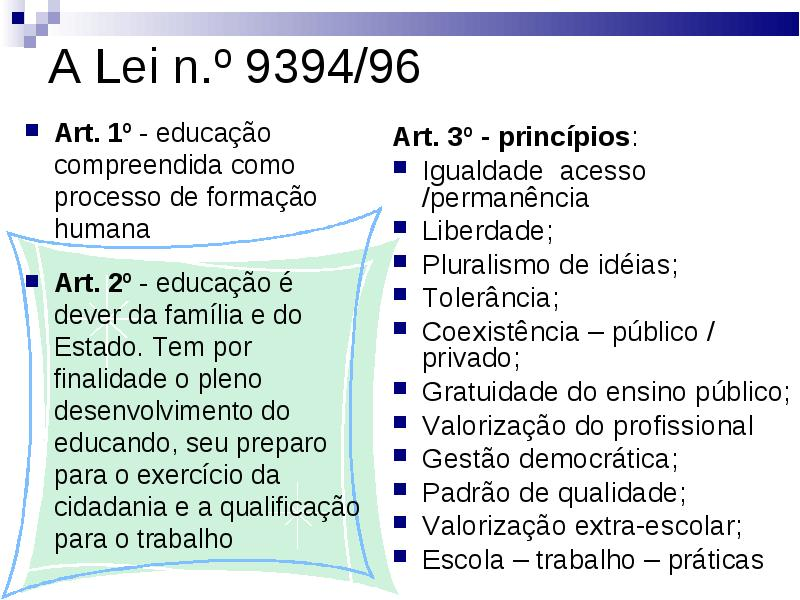 A Lei n.º 9394/96
Art. 1º - educação
compreendida como
processo de formação
humana
Art. 2º - educação é
dever da família e do
Estado. Tem por
finalidade o pleno
desenvolvimento do
educando, seu preparo
para o exercício da
cidadania e a qualificação
para o trabalho
Art. 3º - princípios:
Igualdade acesso
/permanência
Liberdade;
Pluralismo de idéias;
Tolerância;
Coexistência – público /
privado;
Gratuidade do ensino público;
Valorização do profissional
Gestão democrática;
Padrão de qualidade;
Valorização extra-escolar;
Escola – trabalho – práticas